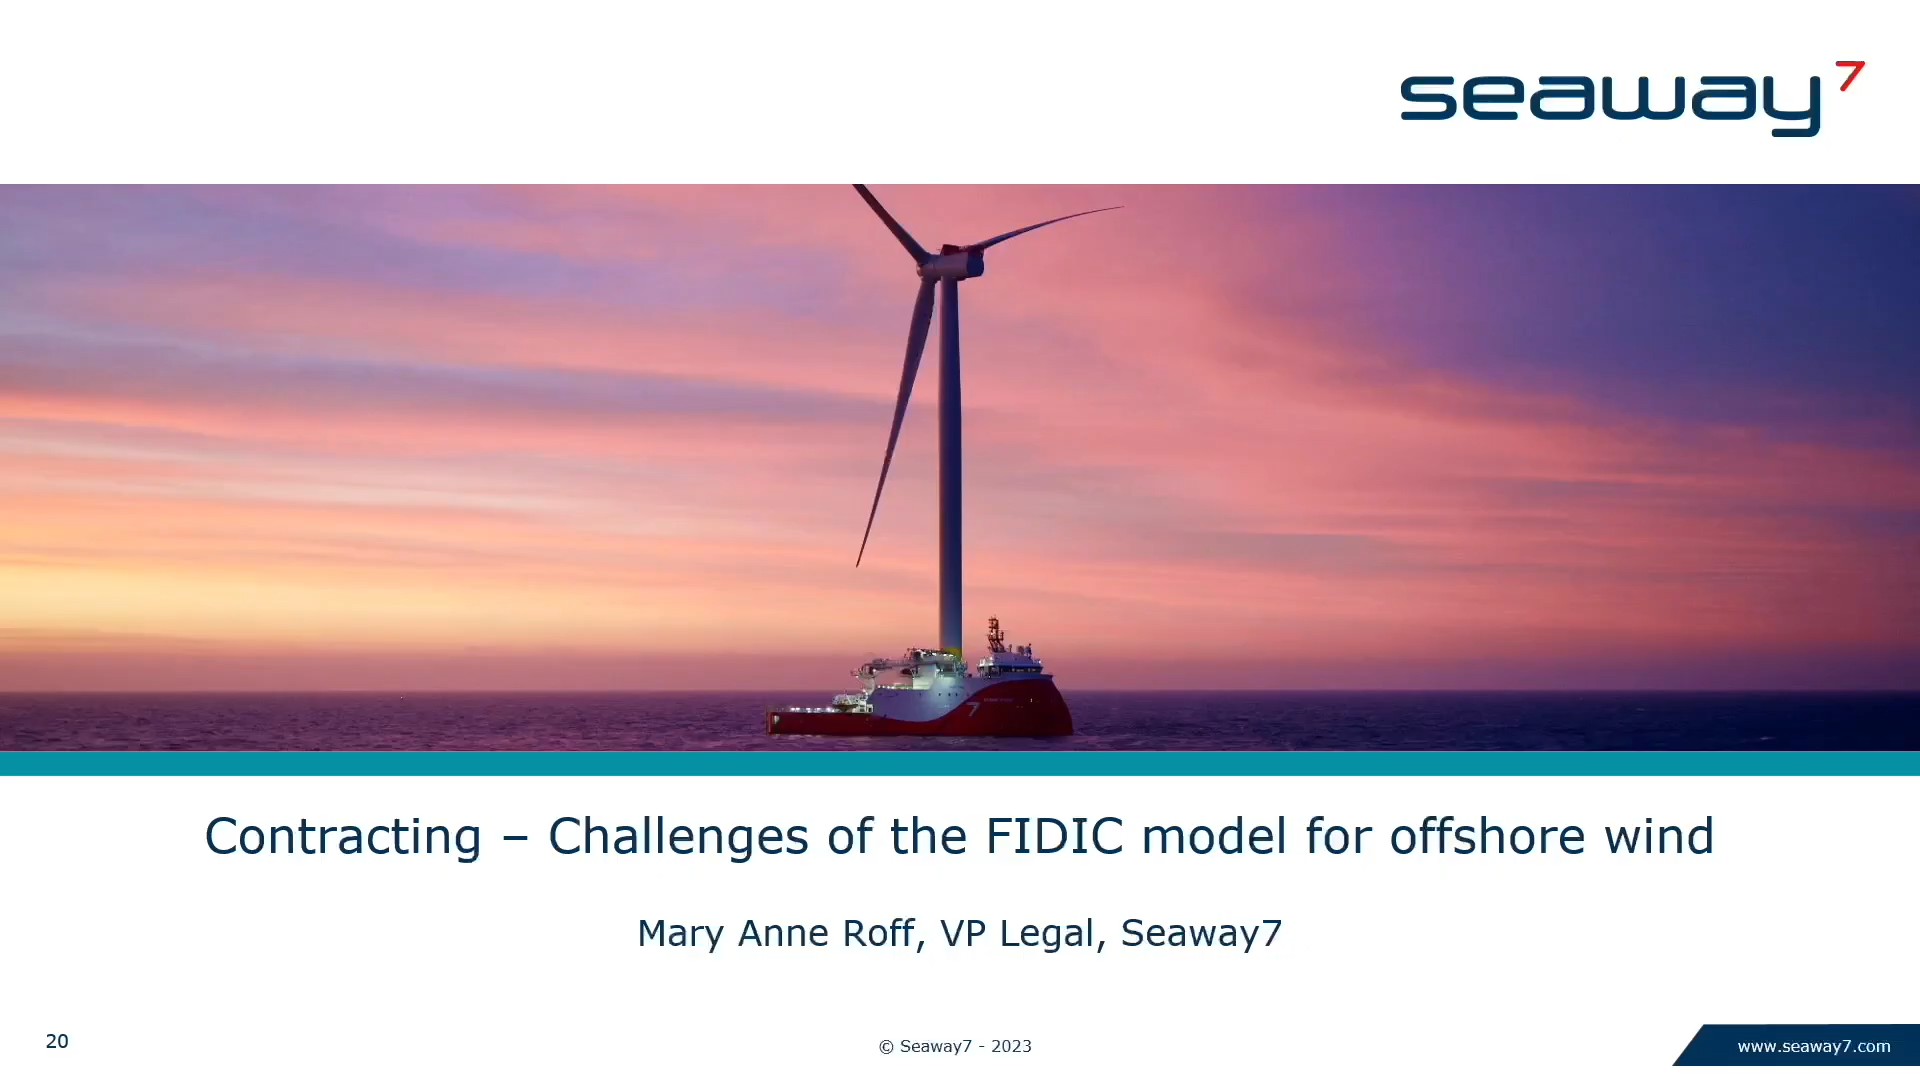 seaway7
Contracting – Challenges of the FIDIC model for offshore wind
Mary Anne Roff, VP Legal, Seaway7
20
© Seaway7 - 2023
www.seaway7.com